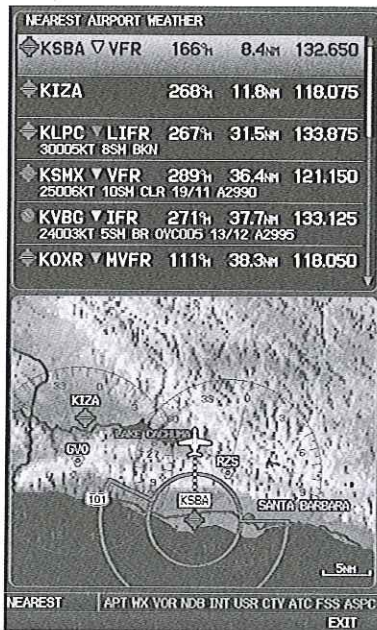 NEAREST AIRPORT WEATHER
KSBA VFR 166°M 8.4NM 132.650
KIZA 268°M 11.8NM 118.075
KLPC LIFR 267°M 31.5NM 133.875
30005KT 8SM BKN
KSMX VFR 289°M 36.4NM 121.150
25006KT 10SM CLR 19/11 A2990
KVBG IFR 271°M 37.7NM 133.125
24003KT 5SM BR OVC005 13/12 A2995
KOXR MVFR 111°M 38.3NM 118.050
33 0
33 0
KIZA
LAKE CACHUMA
GVO
RZS
101
KSBA
SANTA BARBARA
5NM
NEAREST APT WX VOR NDB INT USR CTY ATC FSS ASPC
EXIT